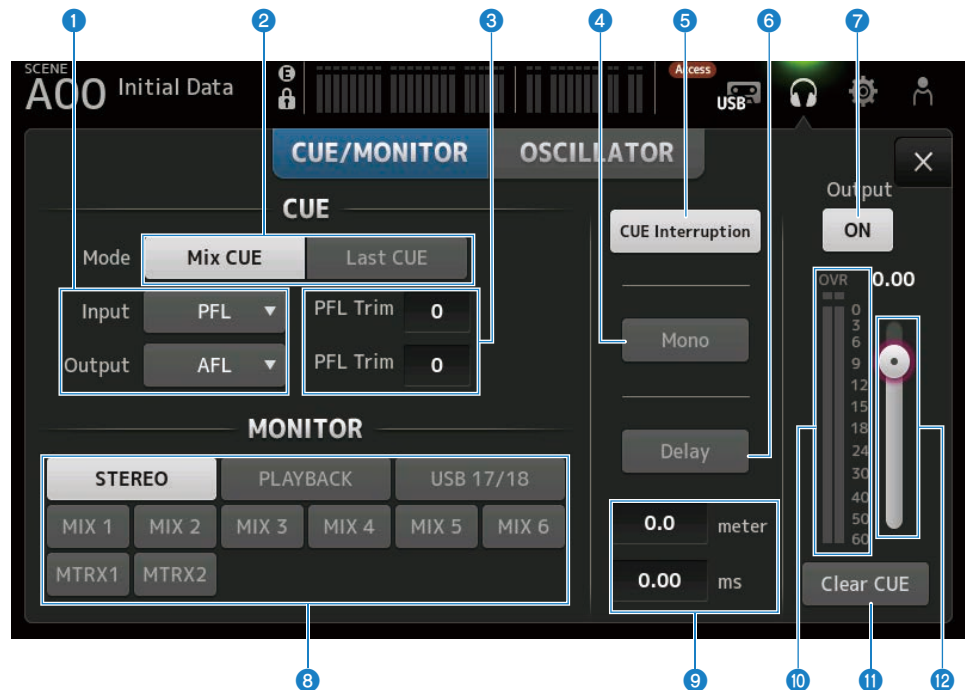 1 2 3 4 5 6 7
SCENE
A00 Initial Data
E
Access
USB
CUE/MONITOR OSCILLATOR
CUE
Output
Mode Mix CUE Last CUE
CUE Interruption
ON
Input PFL PFL Trim 0
OVR 0.00
Output AFL PFL Trim 0
Mono
0
3
6
9
12
15
18
24
30
40
50
60
MONITOR
STEREO PLAYBACK USB 17/18
Delay
MIX 1 MIX 2 MIX 3 MIX 4 MIX 5 MIX 6
0.0 meter
MTRX1 MTRX2
0.00 ms
Clear CUE
8 9 10 11 12